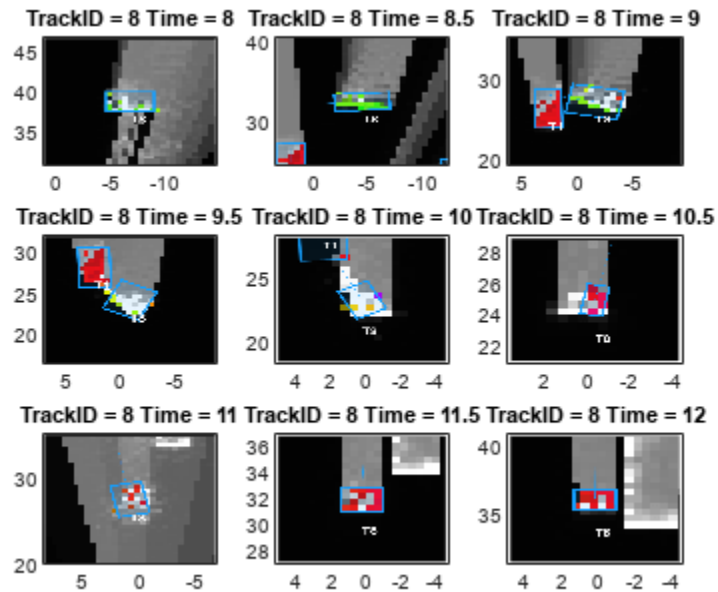 TrackID = 8 Time = 8 TrackID = 8 Time = 8.5 TrackID = 8 Time = 9
45 40 35 0 -5 -10
40 30 0 -5 -10
30 20 5 0 -5
TrackID = 8 Time = 9.5 TrackID = 8 Time = 10 TrackID = 8 Time = 10.5
30 25 20 5 0 -5
T1
25 20 4 2 0 -2 -4
28 26 24 22 2 0 -2 -4
TrackID = 8 Time = 11 TrackID = 8 Time = 11.5 TrackID = 8 Time = 12
30 20 5 0 -5
36 34 32 30 28 4 2 0 -2 -4
40 35 4 2 0 -2 -4